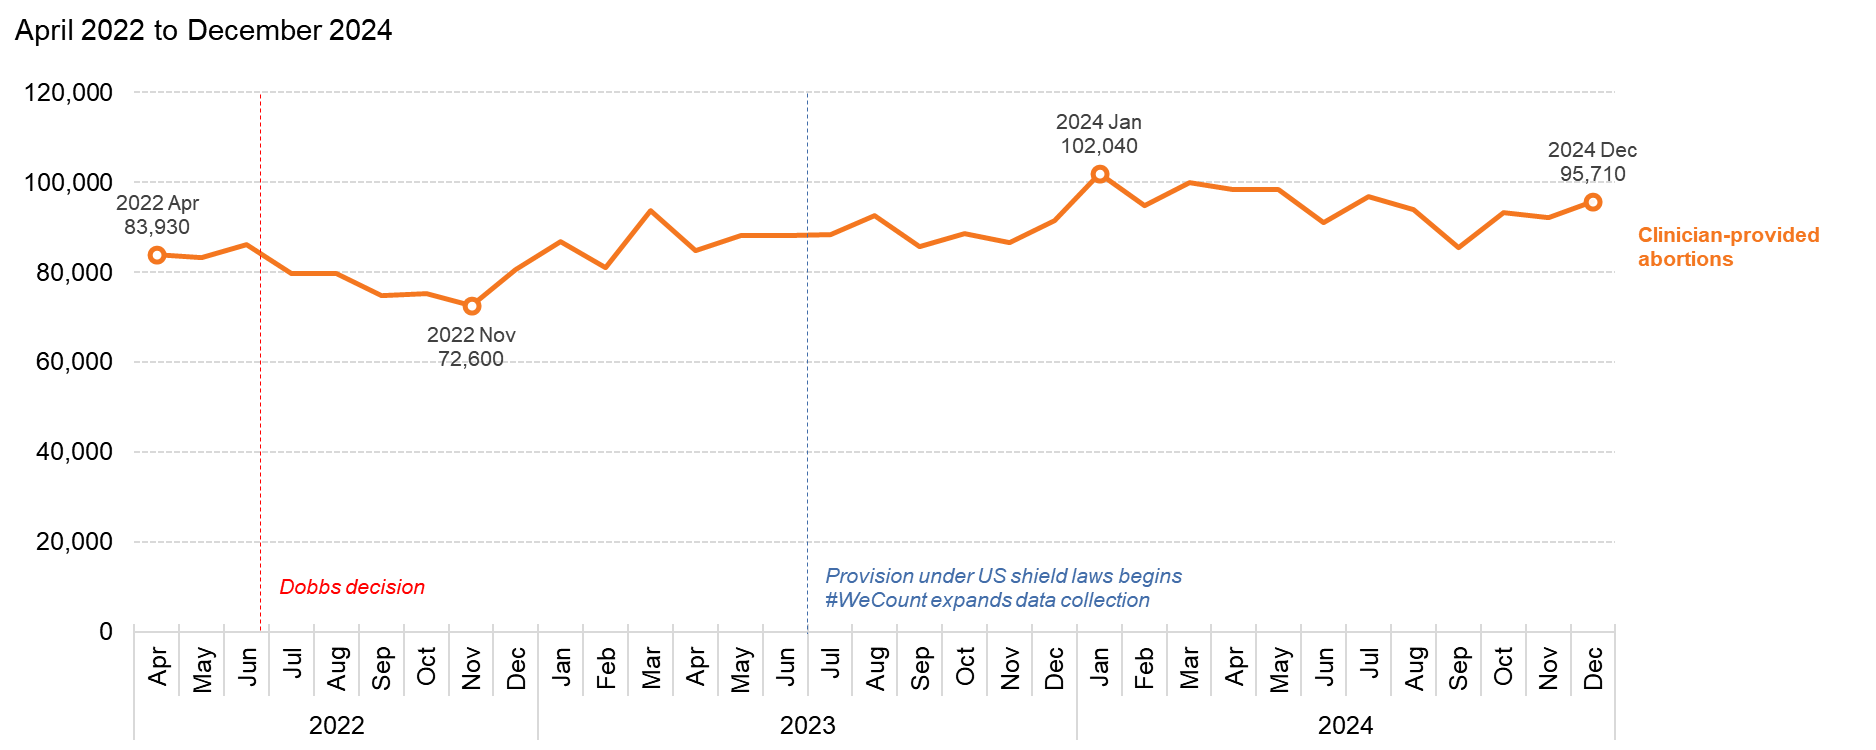 April 2022 to December 2024
120,000
100,000
80,000
60,000
40,000
20,000
0
2022 Apr
83,930
2022 Nov
72,600
2024 Jan
102,040
2024 Dec
95,710
Clinician-provided
abortions
Dobbs decision
Provision under US shield laws begins
#WeCount expands data collection
Apr May Jun Jul Aug Sep Oct Nov Dec Jan Feb Mar Apr May Jun Jul Aug Sep Oct Nov Dec Jan Feb Mar Apr May Jun Jul Aug Sep Oct Nov Dec
2022 2023 2024